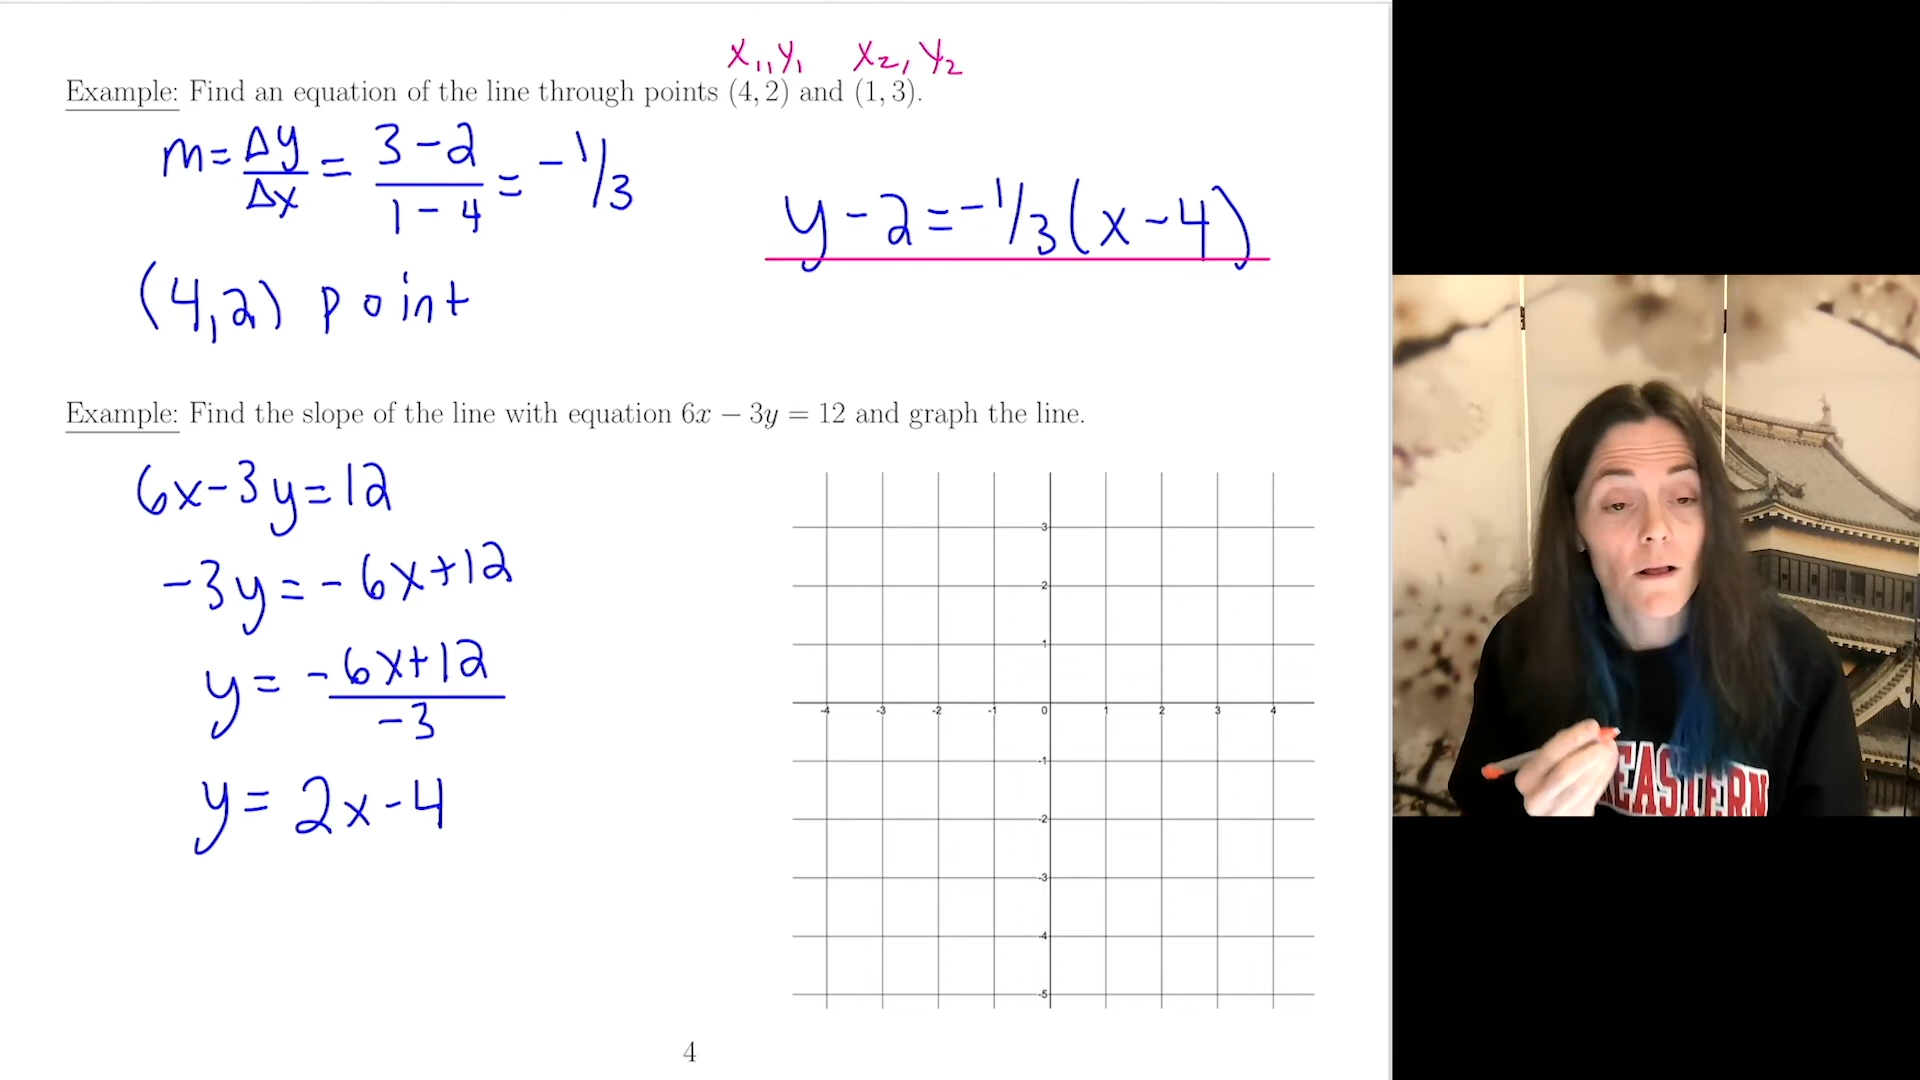 x₁,y₁ x₂,y₂
Example: Find an equation of the line through points (4, 2) and (1, 3).
m = Δy/Δx = (3 - 2)/(1 - 4) = -1/3
y - 2 = -1/3(x - 4)
(4,2) point
Example: Find the slope of the line with equation 6x − 3y = 12 and graph the line.
6x-3y=12
-3y = -6x+12
y = (-6x+12)/-3
y = 2x-4
3
2
1
-4 -3 -2 -1 0 1 2 3 4
-1
-2
-3
-4
-5
4
EASTERN